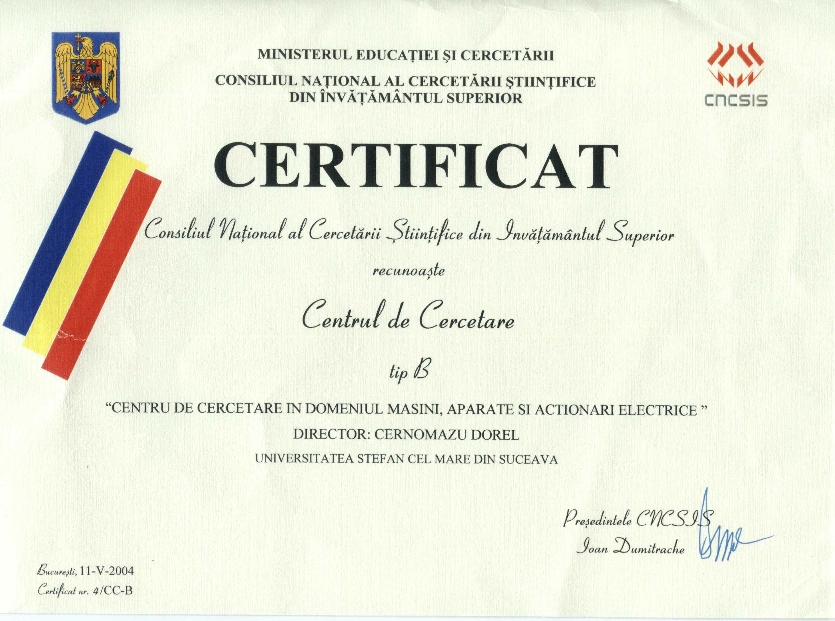 MINISTERUL EDUCAŢIEI ŞI CERCETĂRII
CONSILIUL NAŢIONAL AL CERCETĂRII ŞTIINŢIFICE
DIN ÎNVĂŢĂMÂNTUL SUPERIOR
CNCSIS
CERTIFICAT
Consiliul Naţional al Cercetării Ştiinţifice din Invăţământul Superior
recunoaşte
Centrul de Cercetare
tip B
“CENTRU DE CERCETARE IN DOMENIUL MASINI, APARATE SI ACTIONARI ELECTRICE ”
DIRECTOR: CERNOMAZU DOREL
UNIVERSITATEA STEFAN CEL MARE DIN SUCEAVA
Preşedintele CNCSIS
Ioan Dumitrache
Bucureşti, 11-V-2004
Certificat nr. 4/CC-B